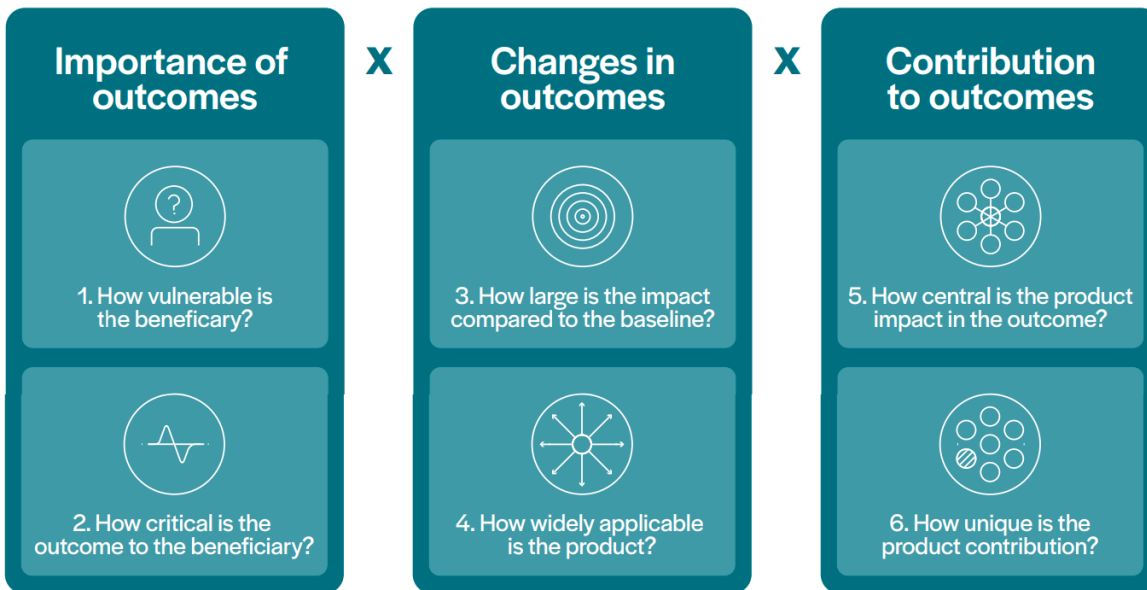 Importance of
outcomes
x
Changes in
outcomes
x
Contribution
to outcomes
?
1. How vulnerable is
the beneficary?
3. How large is the impact
compared to the baseline?
5. How central is the product
impact in the outcome?
2. How critical is the
outcome to the beneficiary?
4. How widely applicable
is the product?
6. How unique is the
product contribution?